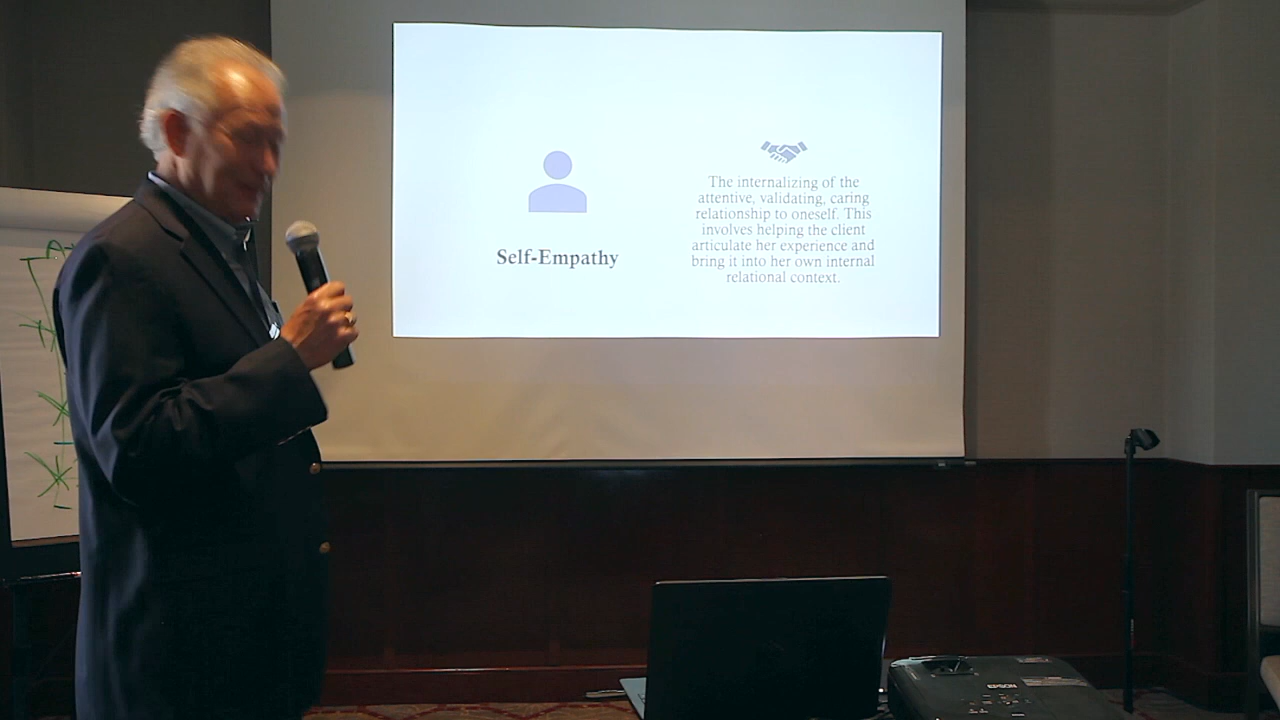 Self-Empathy
The internalizing of the
attentive, validating, caring
relationship to oneself. This
involves helping the client
articulate her experience and
bring it into her own internal
relational context.
EPSON